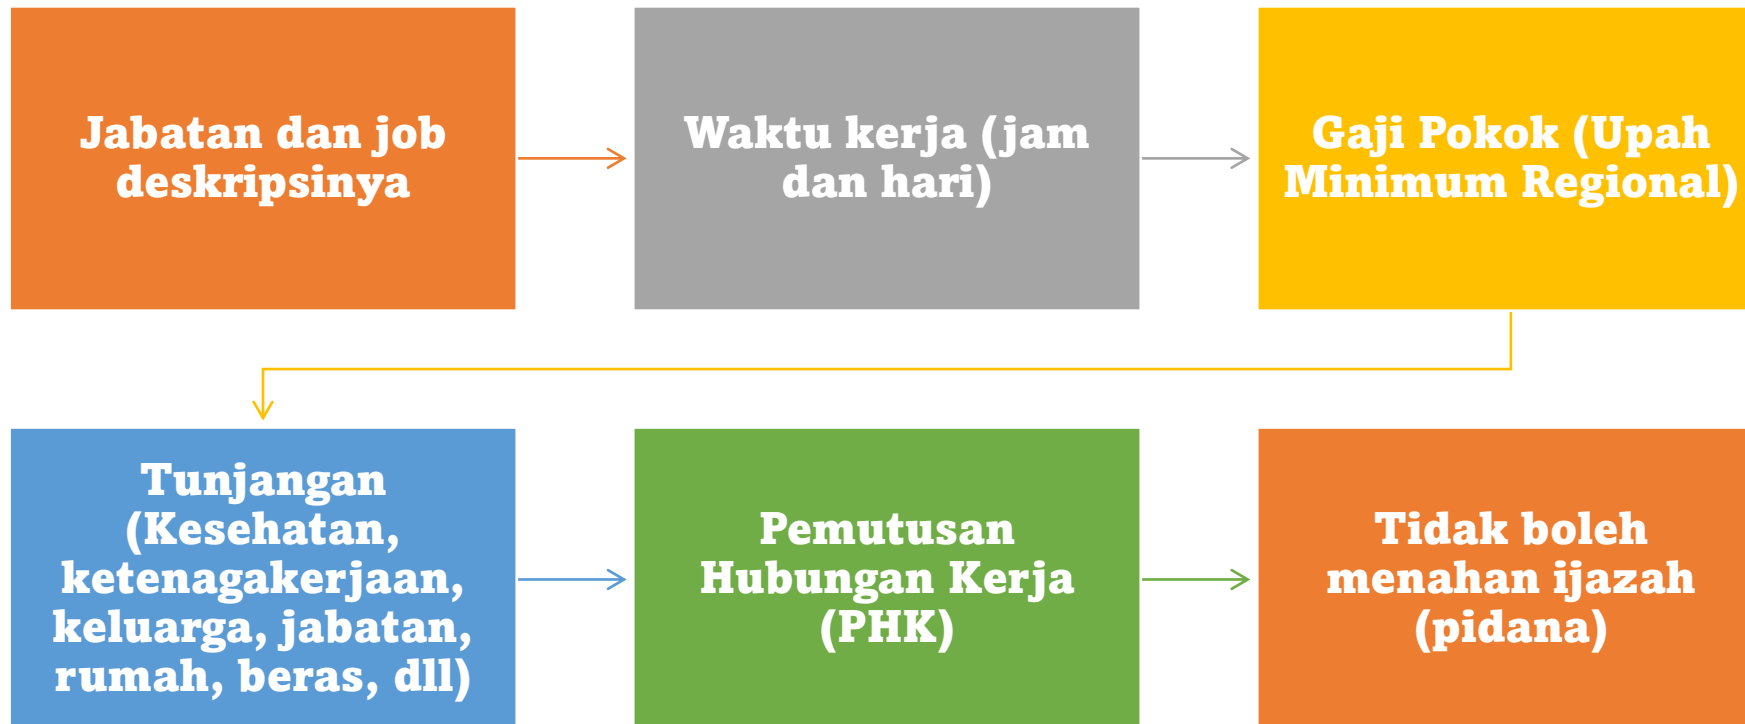 Jabatan dan job
deskripsinya
Waktu kerja (jam
dan hari)
Gaji Pokok (Upah
Minimum Regional)
Tunjangan
(Kesehatan,
ketenagakerjaan,
keluarga, jabatan,
rumah, beras, dll)
Pemutusan
Hubungan Kerja
(PHK)
Tidak boleh
menahan ijazah
(pidana)